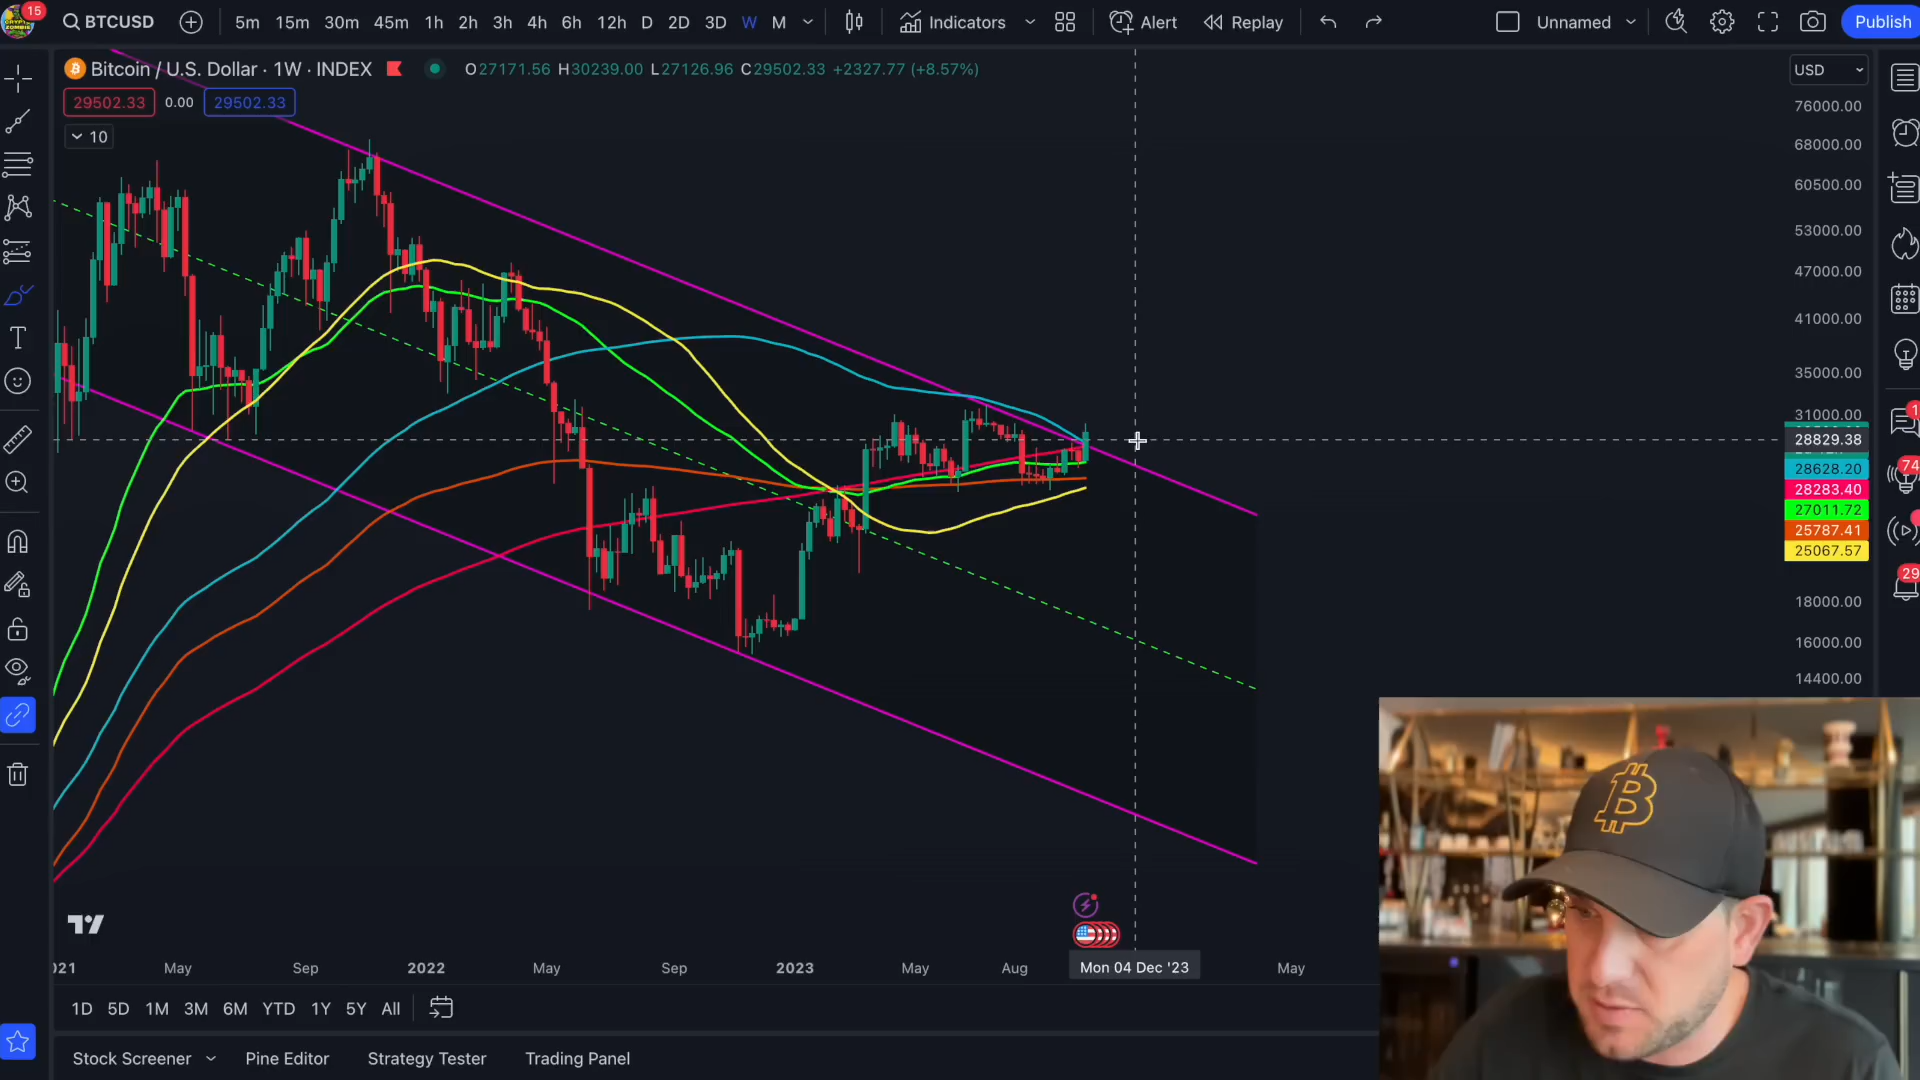 15
BTCUSD 5m 15m 30m 45m 1h 2h 3h 4h 6h 12h D 2D 3D W M Indicators Alert Replay Unnamed Publish
Bitcoin / U.S. Dollar · 1W · INDEX O27171.56 H30239.00 L27126.96 C29502.33 +2327.77 (+8.57%)
USD
29502.33 0.00 29502.33
10
76000.00
68000.00
60500.00
53000.00
47000.00
41000.00
35000.00
31000.00
28829.38
28628.20
28283.40
27011.72
25787.41
25067.57
18000.00
16000.00
14400.00
1
74
29
B
021 May Sep 2022 May Sep 2023 May Aug Mon 04 Dec '23 May
1D 5D 1M 3M 6M YTD 1Y 5Y All
Stock Screener Pine Editor Strategy Tester Trading Panel